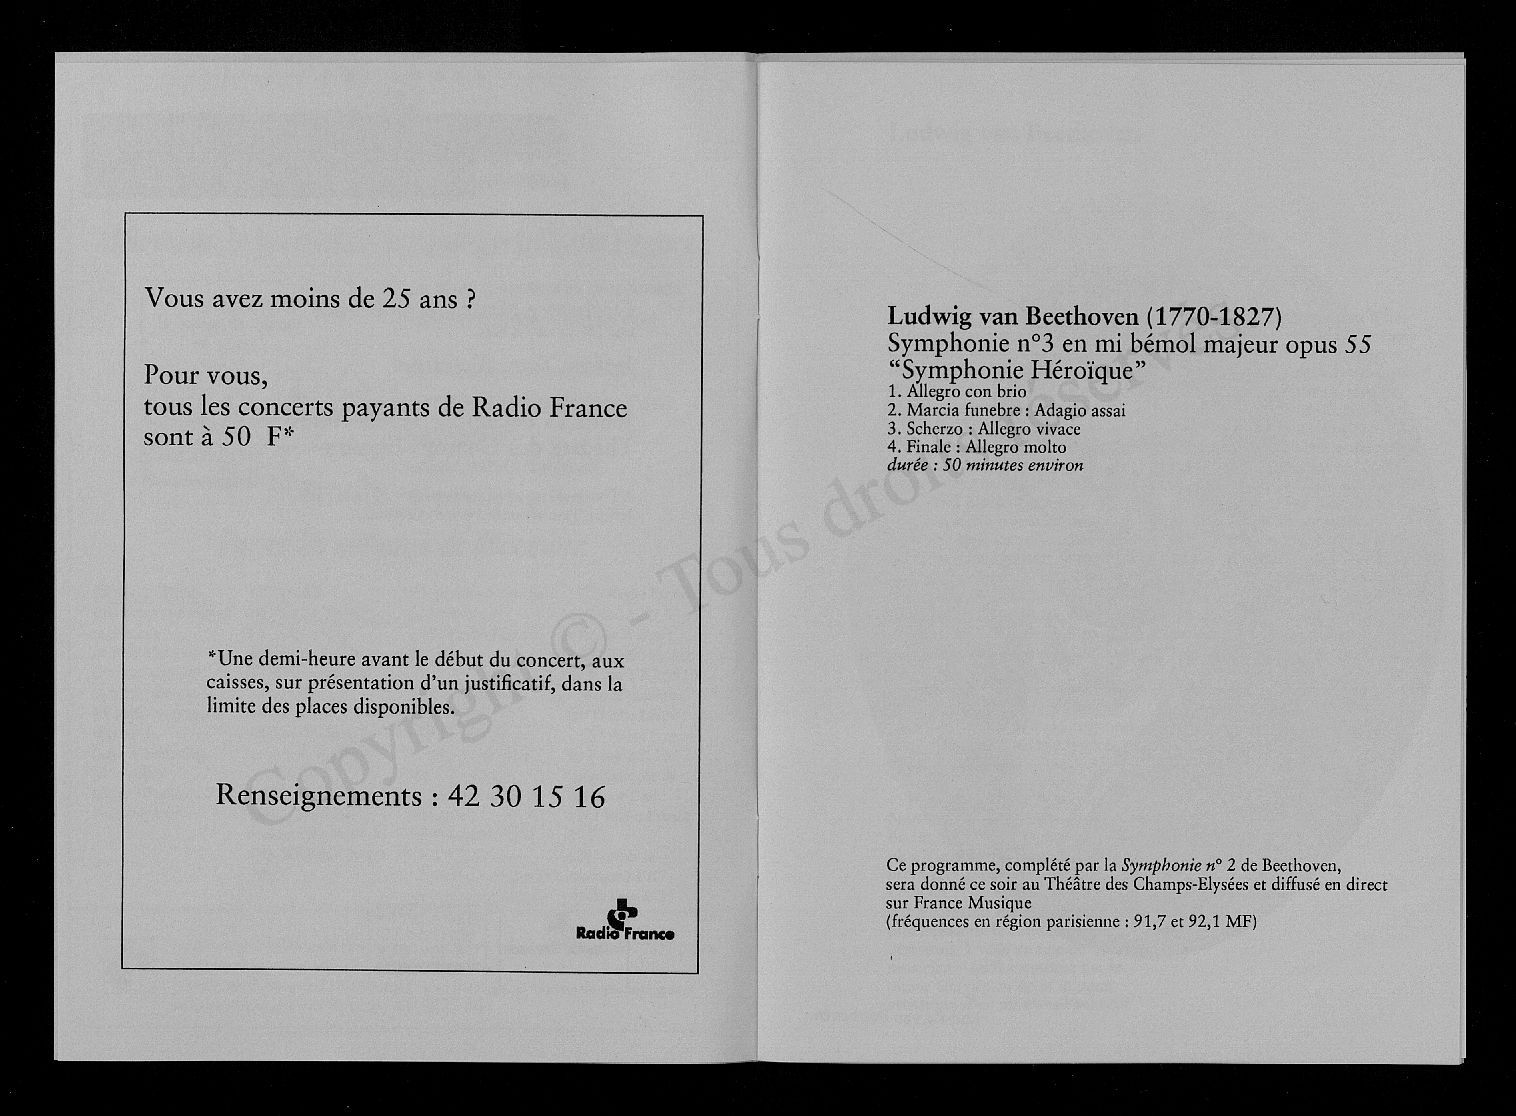 Vous avez moins de 25 ans ?
Pour vous,
tous les concerts payants de Radio France
sont à 50 F*
*Une demi-heure avant le début du concert, aux
caisses, sur présentation d'un justificatif, dans la
limite des places disponibles.
Renseignements : 42 30 15 16
Radio France
Ludwig van Beethoven (1770-1827)
Symphonie n°3 en mi bémol majeur opus 55
“Symphonie Héroïque”
1. Allegro con brio
2. Marcia funebre : Adagio assai
3. Scherzo : Allegro vivace
4. Finale : Allegro molto
durée : 50 minutes environ
Ce programme, complété par la Symphonie n° 2 de Beethoven,
sera donné ce soir au Théâtre des Champs-Elysées et diffusé en direct
sur France Musique
(fréquences en région parisienne : 91,7 et 92,1 MF)
Copyright © - Tous droits réservés